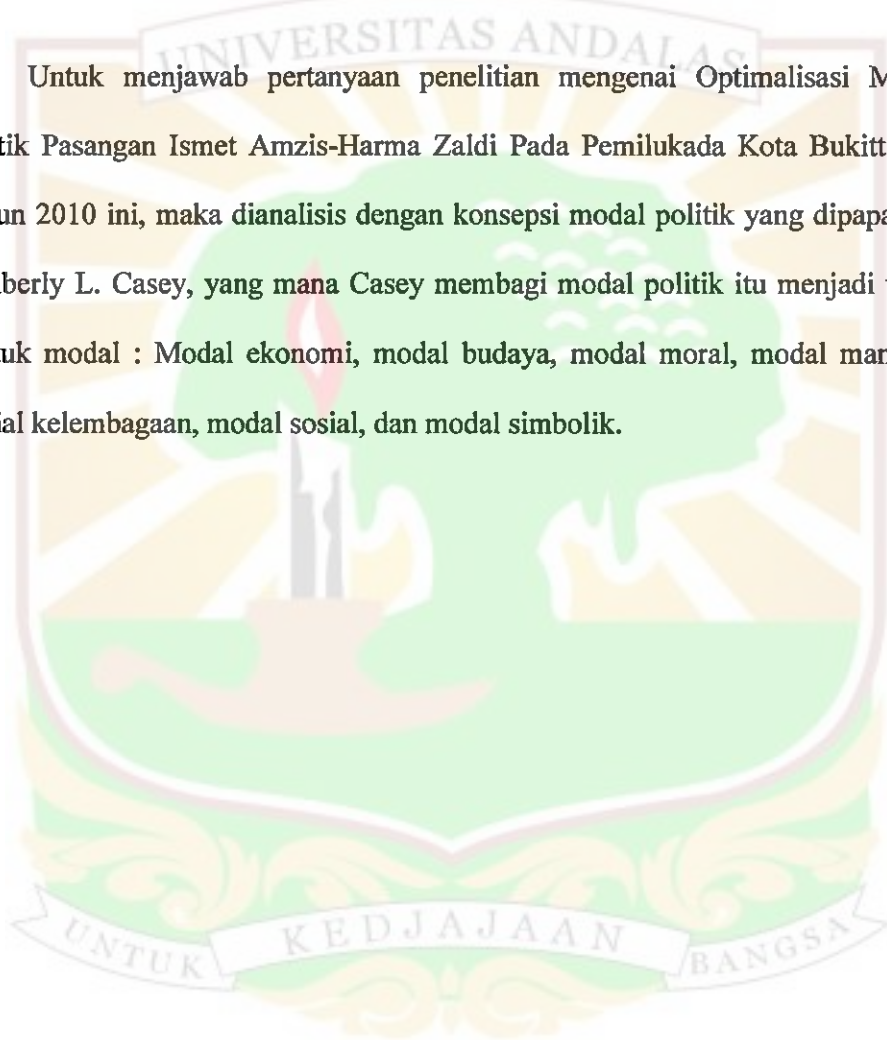 UNIVERSITAS ANDALAS
Untuk menjawab pertanyaan penelitian mengenai Optimalisasi M
tik Pasangan Ismet Amzis-Harma Zaldi Pada Pemilukada Kota Bukitt
un 2010 ini, maka dianalisis dengan konsepsi modal politik yang dipapa
berly L. Casey, yang mana Casey membagi modal politik itu menjadi
uk modal : Modal ekonomi, modal budaya, modal moral, modal man
ial kelembagaan, modal sosial, dan modal simbolik.
UNTUK KEDJAJAAN BANGSA